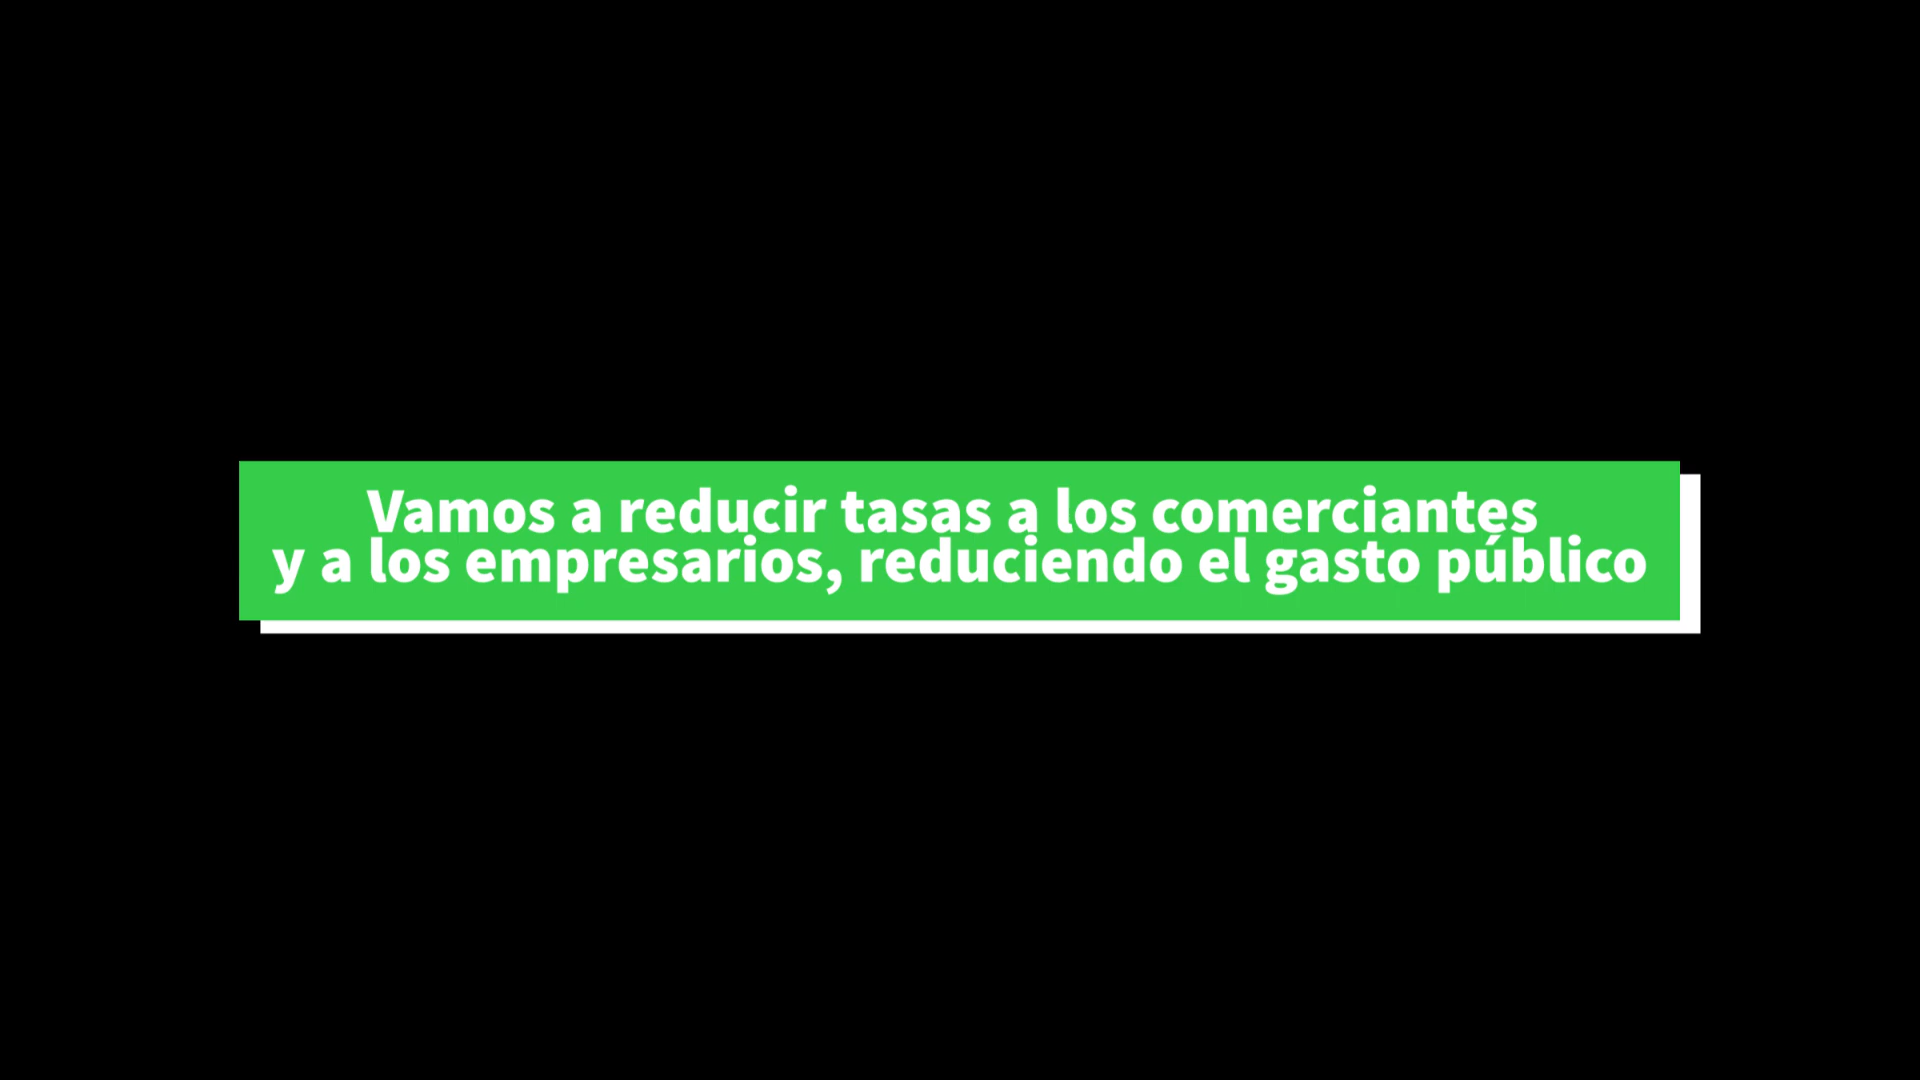 Vamos a reducir tasas a los comerciantes
y a los empresarios, reduciendo el gasto público